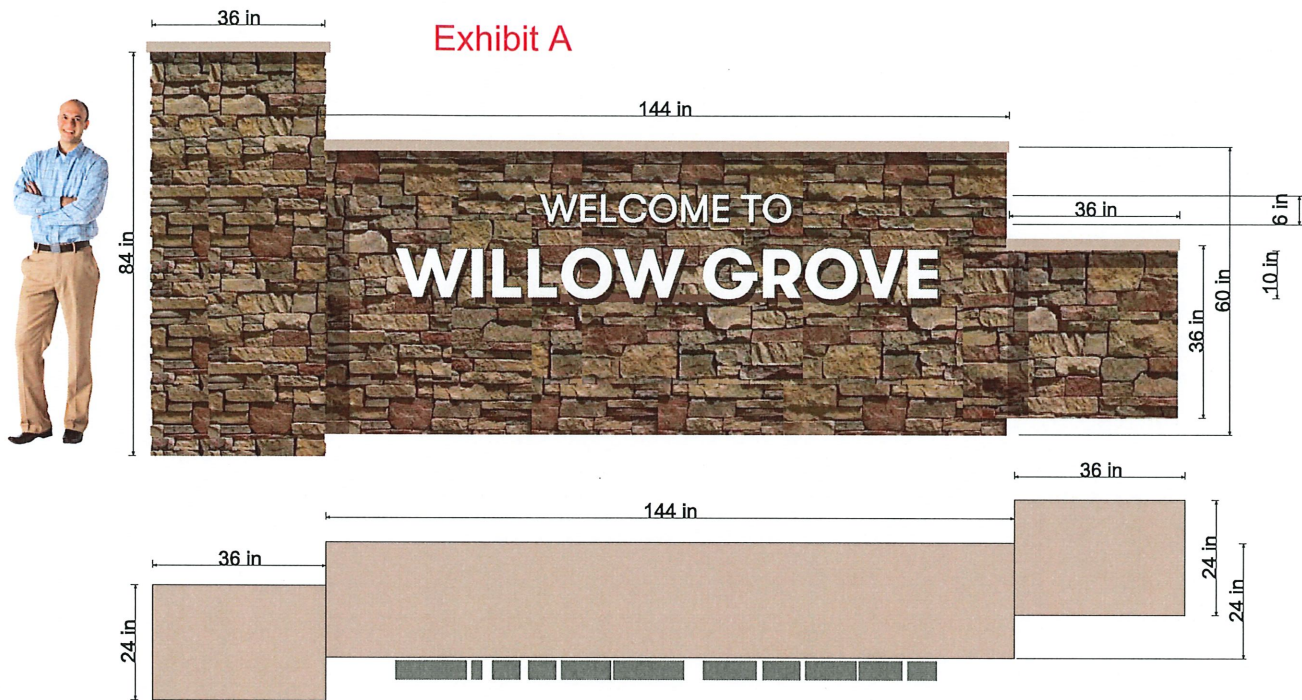 36 in
Exhibit A
144 in
84 in
WELCOME TO
WILLOW GROVE
36 in
6 in
10 in
60 in
36 in
36 in
144 in
36 in
24 in
24 in
24 in